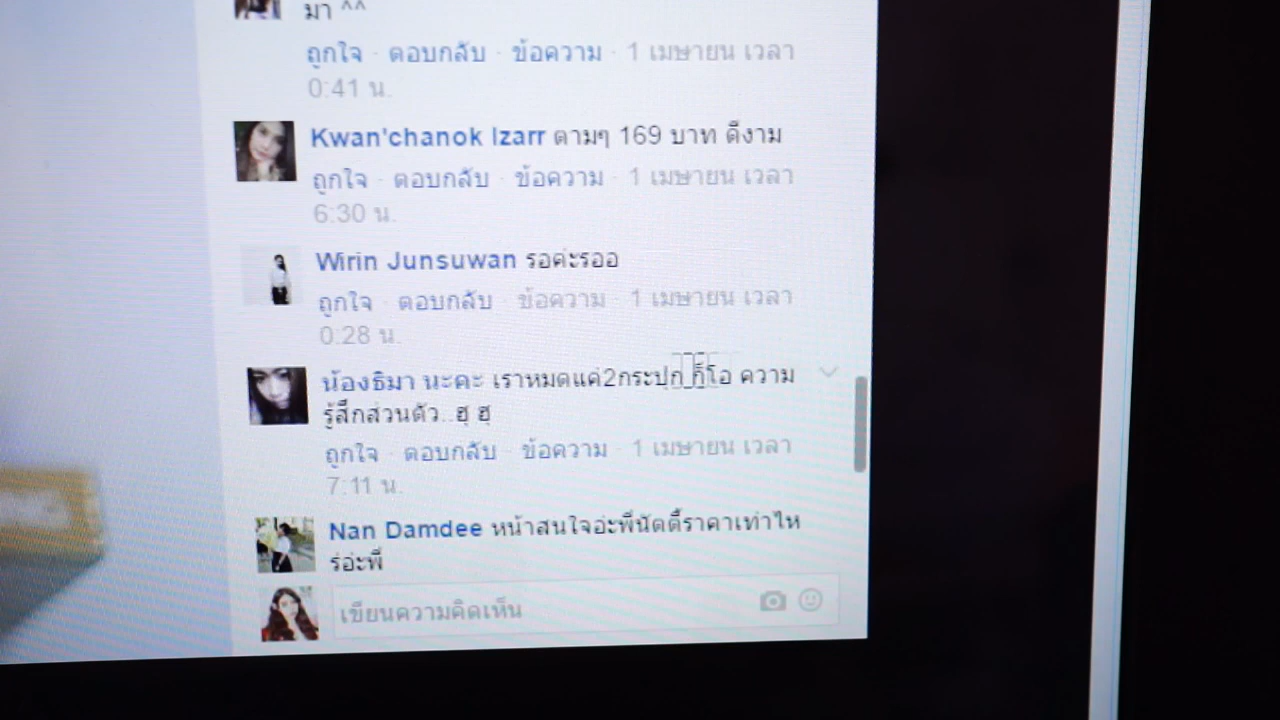 มา ^^
ถูกใจ · ตอบกลับ · ข้อความ · 1 เมษายน เวลา
0:41 น.
Kwan'chanok Izarr ตามๆ 169 บาท ดีงาม
ถูกใจ · ตอบกลับ · ข้อความ · 1 เมษายน เวลา
6:30 น.
Wirin Junsuwan รอค่ะรออ
ถูกใจ · ตอบกลับ · ข้อความ · 1 เมษายน เวลา
0:28 น.
น้องธิมา นะคะ เราหมดแค่2กระปุก ก็โอ ความ
รู้สึกส่วนตัว..ฮุ ฮุ
ถูกใจ · ตอบกลับ · ข้อความ · 1 เมษายน เวลา
7:11 น.
Nan Damdee หน้าสนใจอ่ะพี่นัตตี้ราคาเท่าไห
ร่อ่ะพี่
เขียนความคิดเห็น